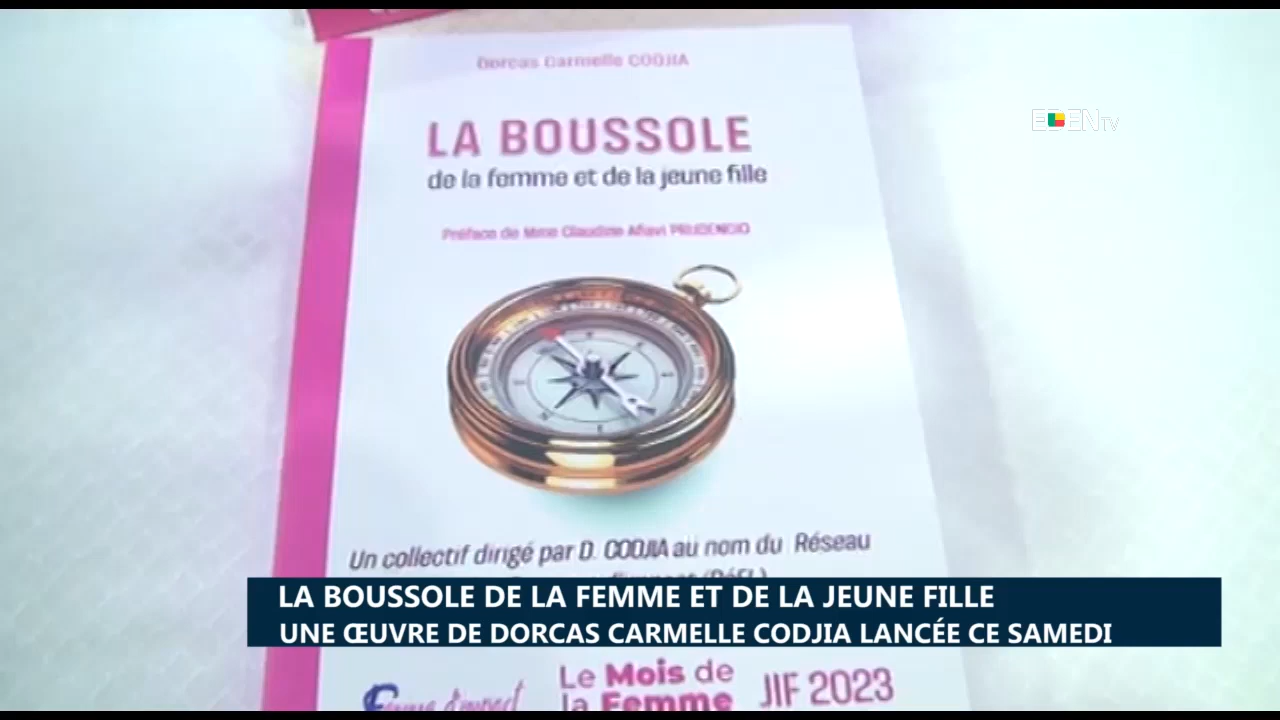 Dorcas Carmelle CODJIA
EDEN TV
LA BOUSSOLE
de la femme et de la jeune fille
Préface de Mme Claudine Afiavi PRUDENCIO
Un collectif dirigé par D. CODJIA au nom du Réseau
LA BOUSSOLE DE LA FEMME ET DE LA JEUNE FILLE
UNE ŒUVRE DE DORCAS CARMELLE CODJIA LANCÉE CE SAMEDI
Le Mois de
la Femme
JIF 2023